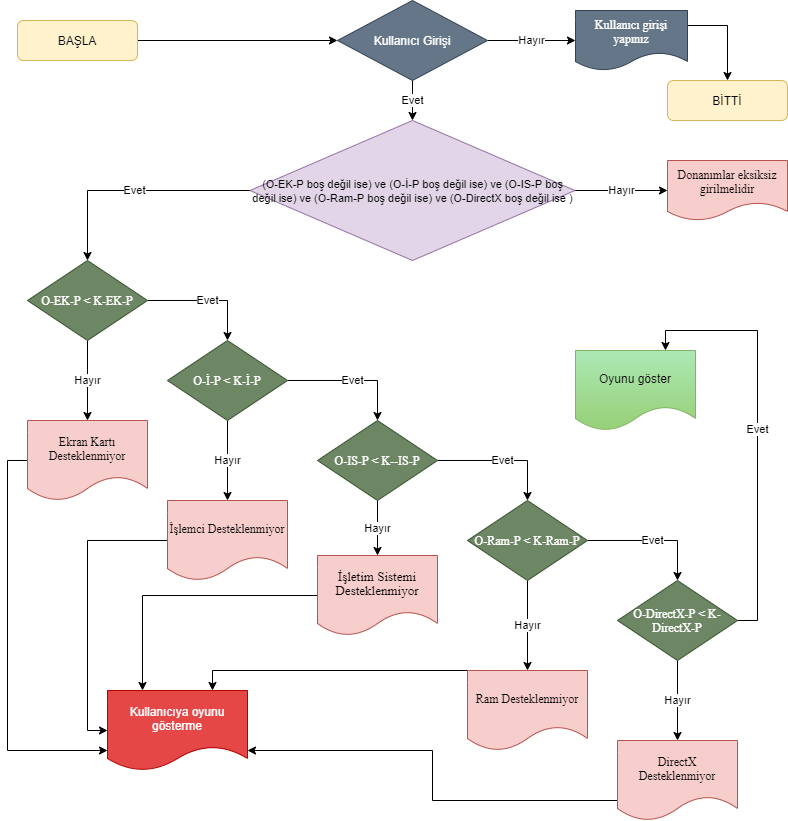 BAŞLA
Kullanıcı Girişi
Hayır
Kullanıcı girişi
yapınız
BİTTİ
Evet
(O-EK-P boş değil ise) ve (O-İ-P boş değil ise) ve (O-IS-P boş
değil ise) ve (O-Ram-P boş değil ise) ve (O-DirectX boş değil ise )
Evet
Hayır
Donanımlar eksiksiz
girilmelidir
O-EK-P < K-EK-P
Evet
Hayır
O-İ-P < K-İ-P
Evet
Hayır
Oyunu göster
Evet
Ekran Kartı
Desteklenmiyor
O-IS-P < K--IS-P
Evet
Hayır
İşlemci Desteklenmiyor
O-Ram-P < K-Ram-P
Evet
Hayır
İşletim Sistemi
Desteklenmiyor
O-DirectX-P < K-
DirectX-P
Hayır
Ram Desteklenmiyor
Kullanıcıya oyunu
gösterme
DirectX
Desteklenmiyor